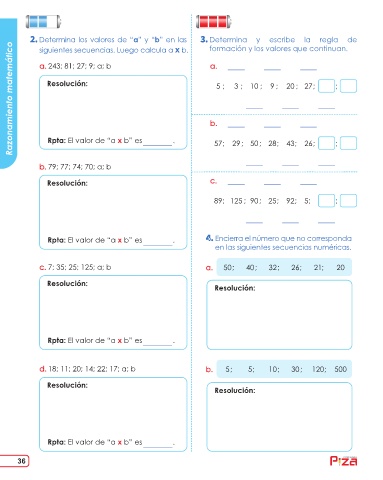 Razonamiento matemático
2. Determina los valores de "a" y "b" en las
siguientes secuencias. Luego calcula a x b.
a. 243; 81; 27; 9; a; b
Resolución:
Rpta: El valor de "a x b" es_______.
b. 79; 77; 74; 70; a; b
Resolución:
Rpta: El valor de "a x b" es_______.
c. 7; 35; 25; 125; a; b
Resolución:
Rpta: El valor de "a x b" es_______.
d. 18; 11; 20; 14; 22; 17; a; b
Resolución:
Rpta: El valor de "a x b" es_______.
3. Determina y escribe la regla de
formación y los valores que continuan.
a. ____ ____ ____
5 ; 3 ; 10 ; 9 ; 20 ; 27 ; ;
____ ____ ____
b. ____ ____ ____
57; 29 ; 50 ; 28; 43; 26; ;
____ ____ ____
c. ____ ____ ____
89; 125 ; 90 ; 25; 92; 5; ;
____ ____ ____
4. Encierra el número que no corresponda
en las siguientes secuencias numéricas.
a. 50 ; 40 ; 32 ; 26 ; 21 ; 20
Resolución:
b. 5 ; 5 ; 10 ; 30 ; 120; 500
Resolución:
36